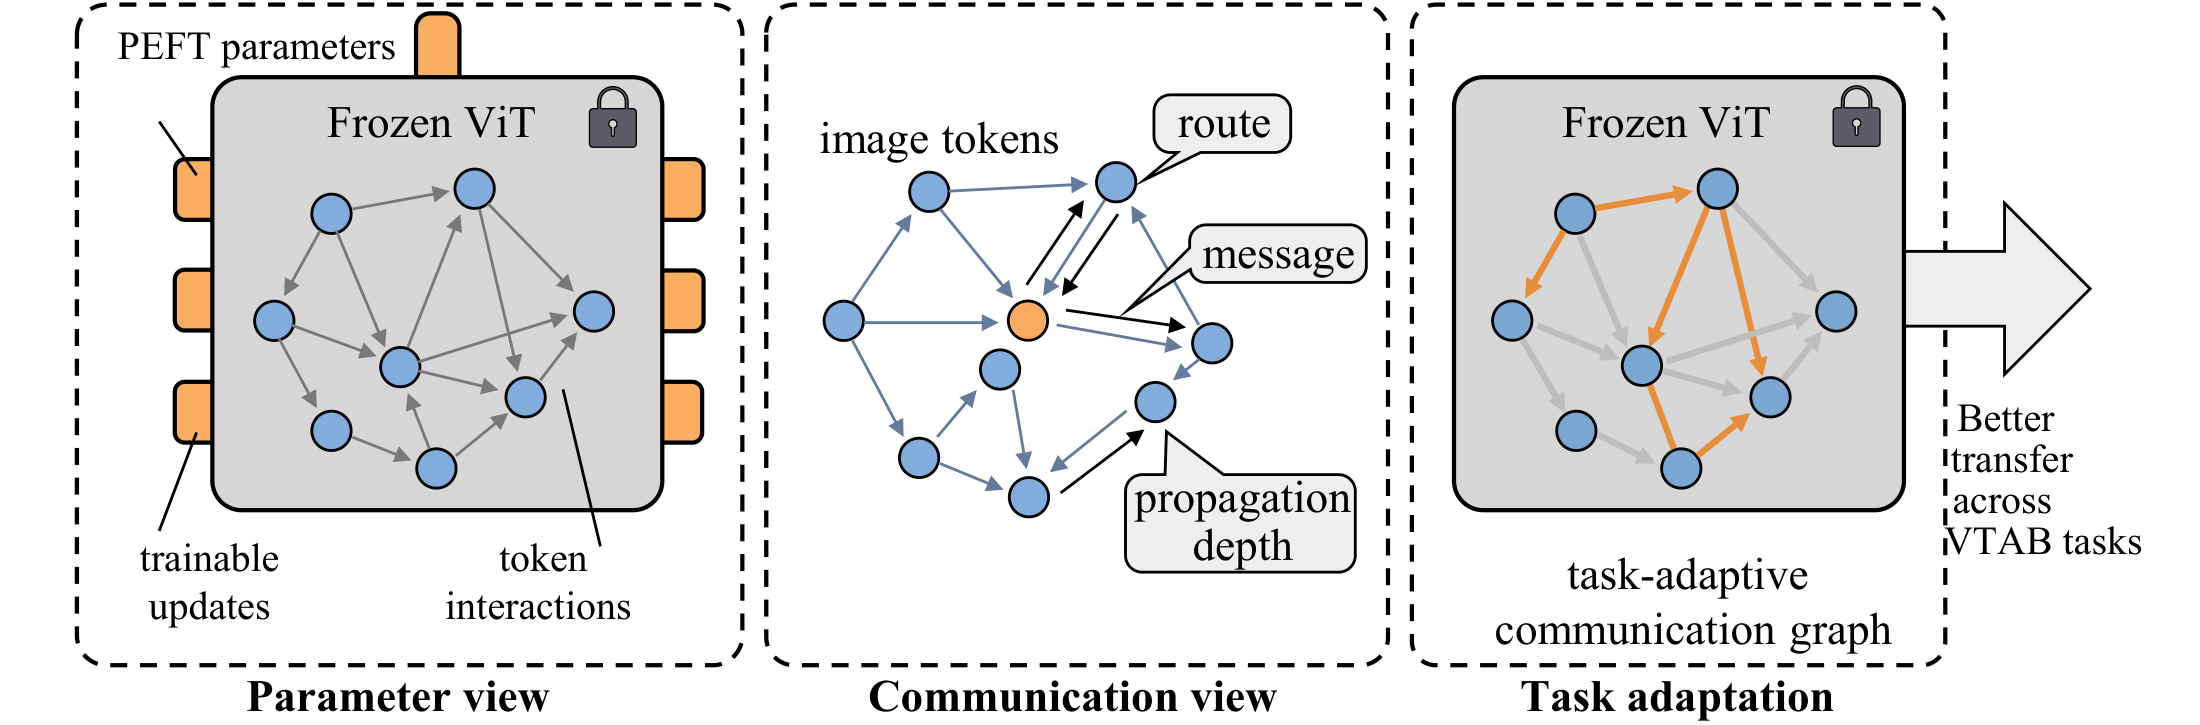 PEFT parameters
Frozen ViT
trainable
updates
token
interactions
Parameter view
image tokens
route
message
propagation
depth
Communication view
Frozen ViT
task-adaptive
communication graph
Task adaptation
Better
transfer
across
VTAB tasks